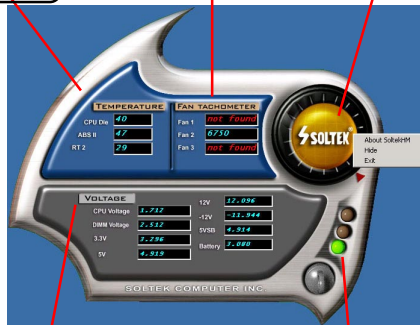 TEMPERATURE
CPU Die 40
ABS II 47
RT 2 29
FAN TACHOMETER
Fan 1 not found
Fan 2 6750
Fan 3 not found
SOLTEK®
About SoltekHM
Hide
Exit
VOLTAGE
CPU Voltage 1.717
DIMM Voltage 2.512
3.3V 3.296
5V 4.919
12V 12.096
-12V -11.944
5VSB 4.914
Battery 3.080
SOLTEK COMPUTER INC.